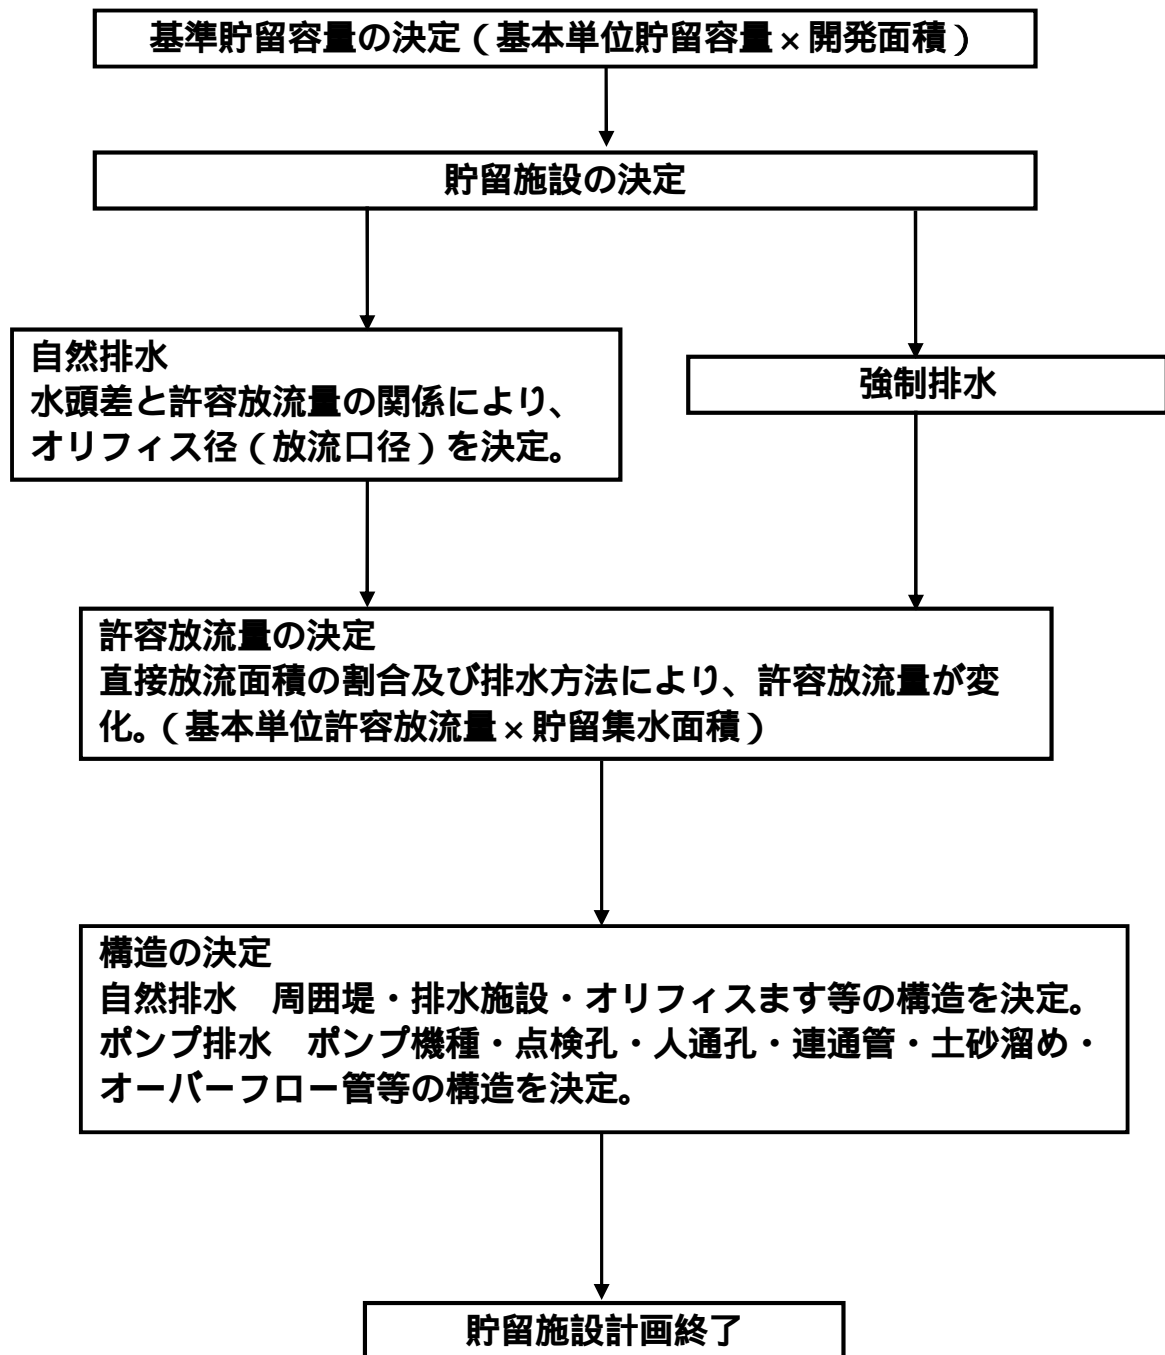 基準貯留容量の決定（基本単位貯留容量×開発面積）
貯留施設の決定
自然排水
水頭差と許容放流量の関係により、
オリフィス径（放流口径）を決定。
強制排水
許容放流量の決定
直接放流面積の割合及び排水方法により、許容放流量が変
化。（基本単位許容放流量×貯留集水面積）
構造の決定
自然排水　周囲堤・排水施設・オリフィスます等の構造を決定。
ポンプ排水　ポンプ機種・点検孔・人通孔・連通管・土砂溜め・
オーバーフロー管等の構造を決定。
貯留施設計画終了